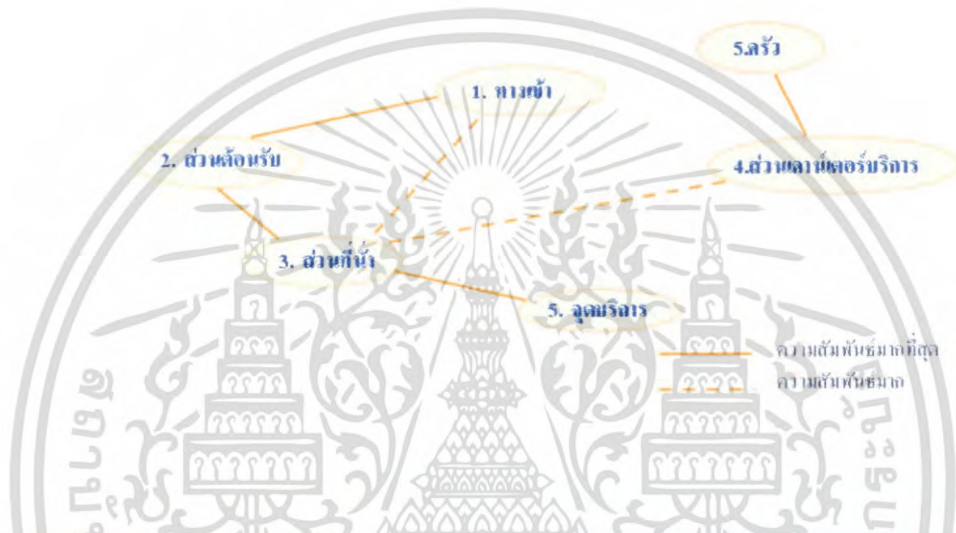 5.ครัว
1. ทางเข้า
2. ส่วนต้อนรับ
4.ส่วนเคาน์เตอร์บริการ
3. ส่วนที่นั่ง
5. จุดบริการ
ความสัมพันธ์มากที่สุด
ความสัมพันธ์มาก